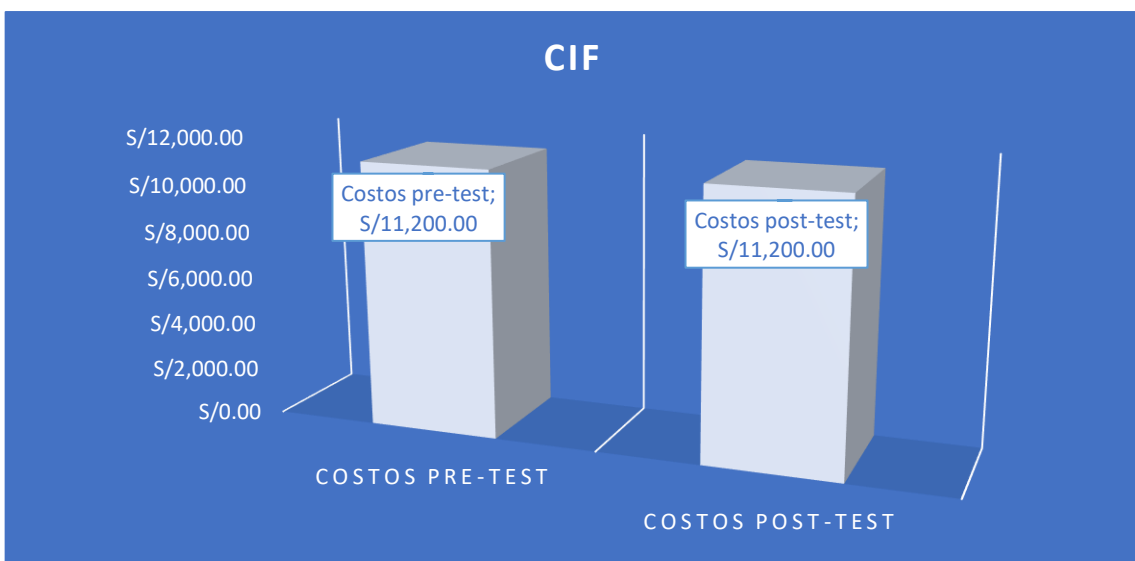 CIF
S/12,000.00
S/10,000.00
S/8,000.00
S/6,000.00
S/4,000.00
S/2,000.00
S/0.00
Costos pre-test;
S/11,200.00
Costos post-test;
S/11,200.00
COSTOS PRE-TEST
COSTOS POST-TEST